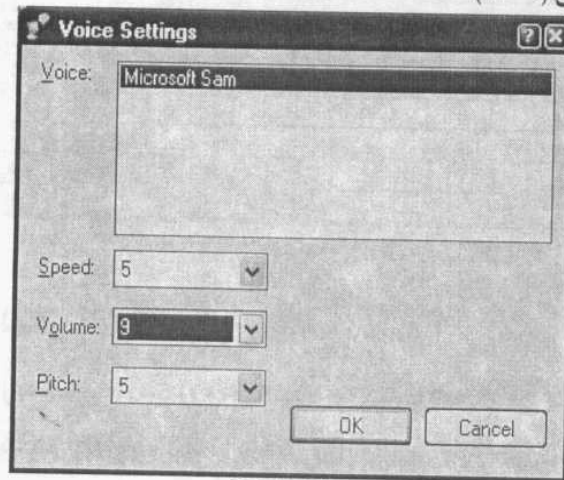 Voice Settings
Voice:
Microsoft Sam
Speed: 5
Volume: 9
Pitch: 5
OK Cancel